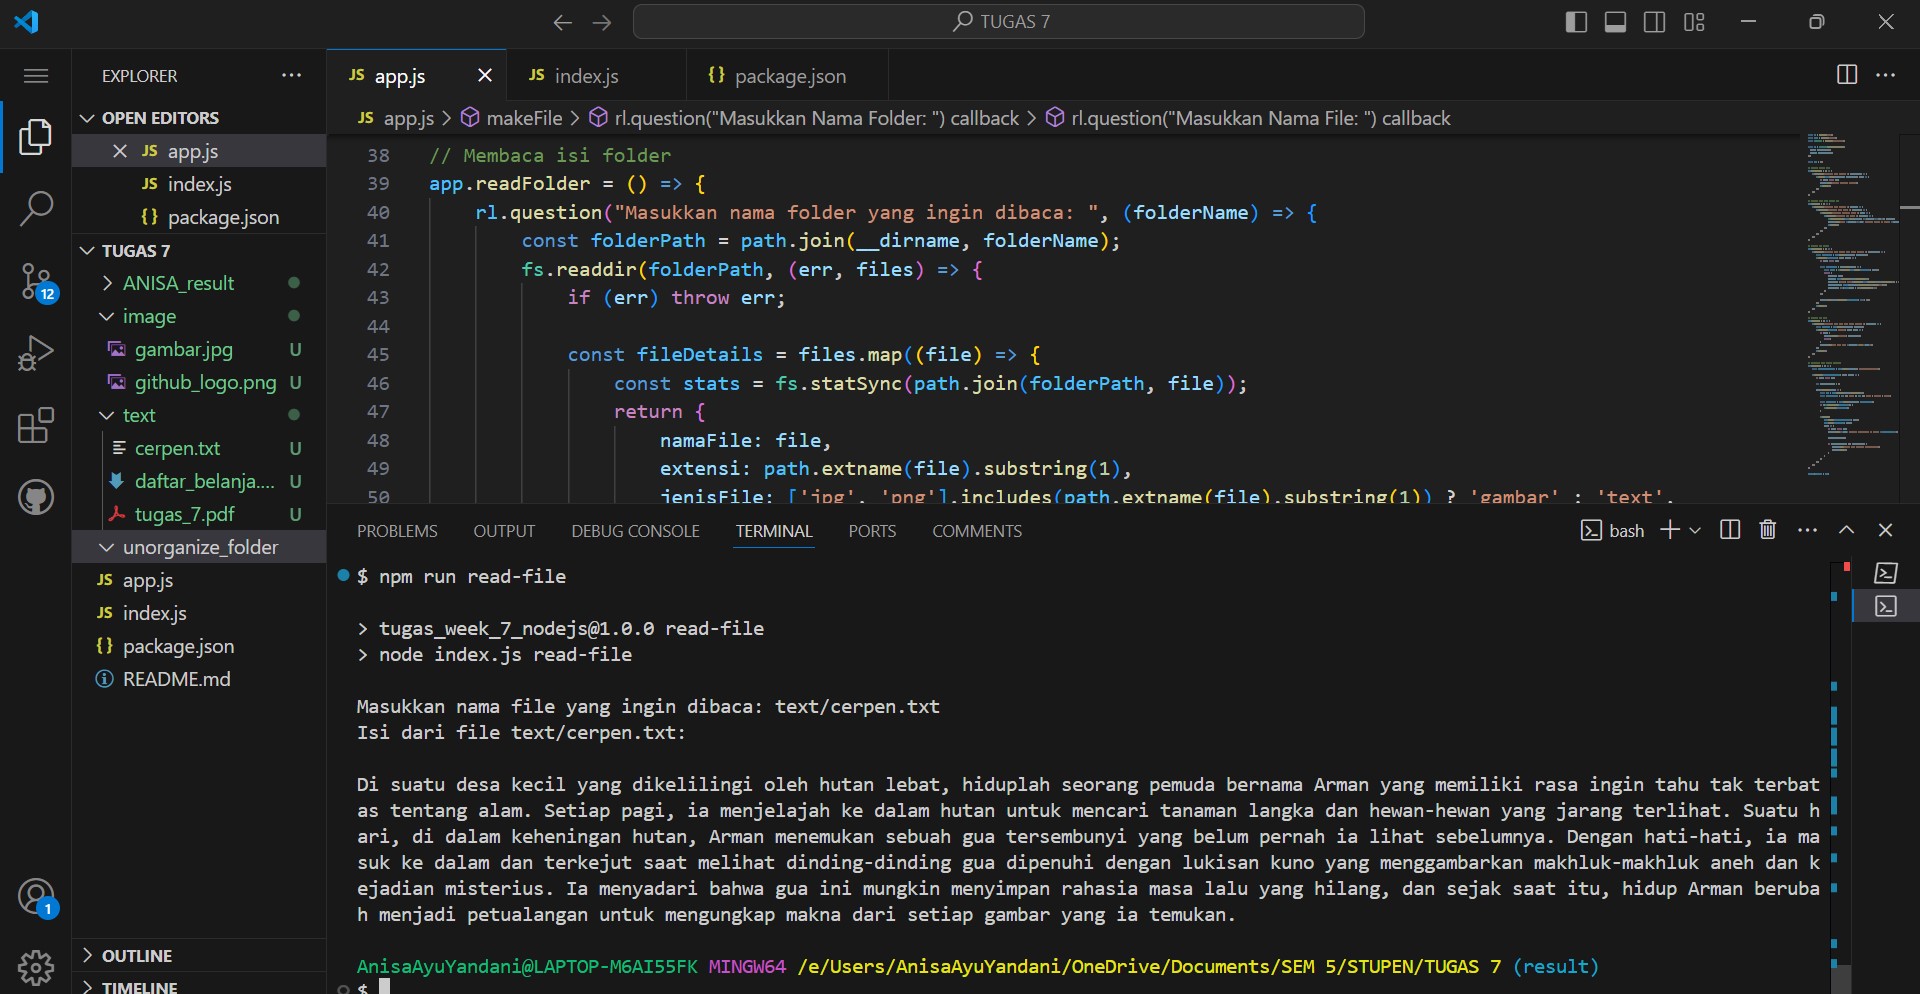 TUGAS 7
EXPLORER
OPEN EDITORS
JS app.js
JS index.js
{} package.json
TUGAS 7
ANISA_result
image
gambar.jpg U
github_logo.png U
text
cerpen.txt U
daftar_belanja.... U
tugas_7.pdf U
unorganize_folder
JS app.js
JS index.js
{} package.json
README.md
OUTLINE
TIMELINE
12
1
JS app.js
JS index.js
{} package.json
JS app.js > makeFile > rl.question("Masukkan Nama Folder: ") callback > rl.question("Masukkan Nama File: ") callback
38 // Membaca isi folder
39 app.readFolder = () => {
40 rl.question("Masukkan nama folder yang ingin dibaca: ", (folderName) => {
41 const folderPath = path.join(__dirname, folderName);
42 fs.readdir(folderPath, (err, files) => {
43 if (err) throw err;
44
45 const fileDetails = files.map((file) => {
46 const stats = fs.statSync(path.join(folderPath, file));
47 return {
48 namaFile: file,
49 extensi: path.extname(file).substring(1),
50 jenisFile: ['jpg', 'png'].includes(path.extname(file).substring(1)) ? 'gambar' : 'text',
PROBLEMS OUTPUT DEBUG CONSOLE TERMINAL PORTS COMMENTS
bash
$ npm run read-file
> tugas_week_7_nodejs@1.0.0 read-file
> node index.js read-file
Masukkan nama file yang ingin dibaca: text/cerpen.txt
Isi dari file text/cerpen.txt:
Di suatu desa kecil yang dikelilingi oleh hutan lebat, hiduplah seorang pemuda bernama Arman yang memiliki rasa ingin tahu tak terbat
as tentang alam. Setiap pagi, ia menjelajah ke dalam hutan untuk mencari tanaman langka dan hewan-hewan yang jarang terlihat. Suatu h
ari, di dalam keheningan hutan, Arman menemukan sebuah gua tersembunyi yang belum pernah ia lihat sebelumnya. Dengan hati-hati, ia ma
suk ke dalam dan terkejut saat melihat dinding-dinding gua dipenuhi dengan lukisan kuno yang menggambarkan makhluk-makhluk aneh dan k
ejadian misterius. Ia menyadari bahwa gua ini mungkin menyimpan rahasia masa lalu yang hilang, dan sejak saat itu, hidup Arman beruba
h menjadi petualangan untuk mengungkap makna dari setiap gambar yang ia temukan.
AnisaAyuYandani@LAPTOP-M6AI55FK MINGW64 /e/Users/AnisaAyuYandani/OneDrive/Documents/SEM 5/STUPEN/TUGAS 7 (result)
$